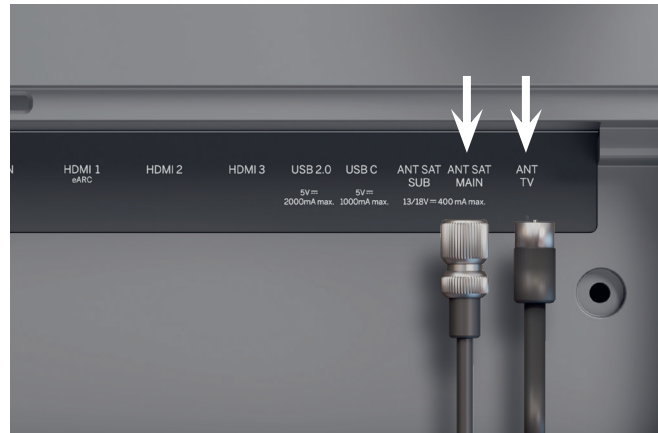 N
HDMI 1
eARC
HDMI 2
HDMI 3
USB 2.0
5V⎓
2000mA max.
USB C
5V⎓
1000mA max.
ANT SAT
SUB
ANT SAT
MAIN
13/18V⎓400 mA max.
ANT
TV